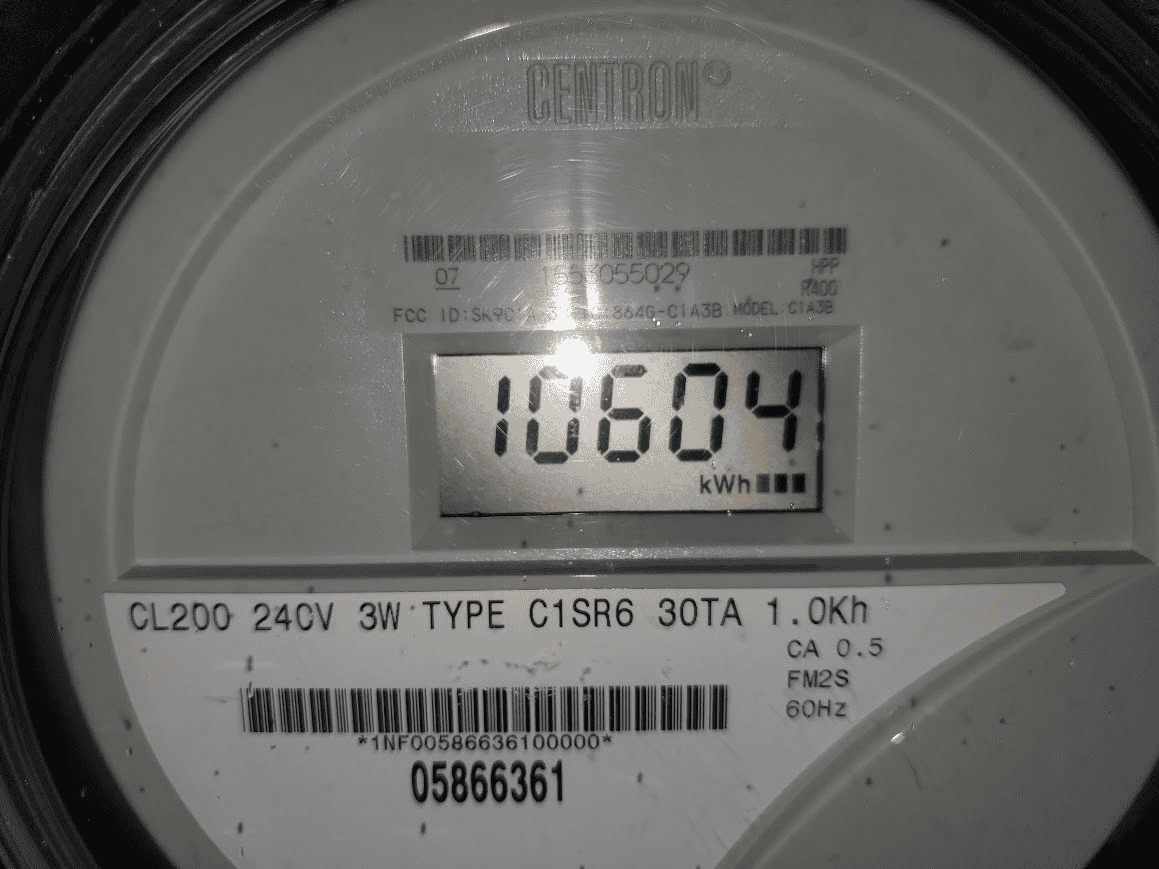 CENTRON®
07 1553055029 HPP
R400
FCC ID: MODEL:C1A3B
10604
kWh
CL200 240V 3W TYPE C1SR6 30TA 1.0Kh
CA 0.5
FM2S
60Hz
*1NF00586636100000*
05866361